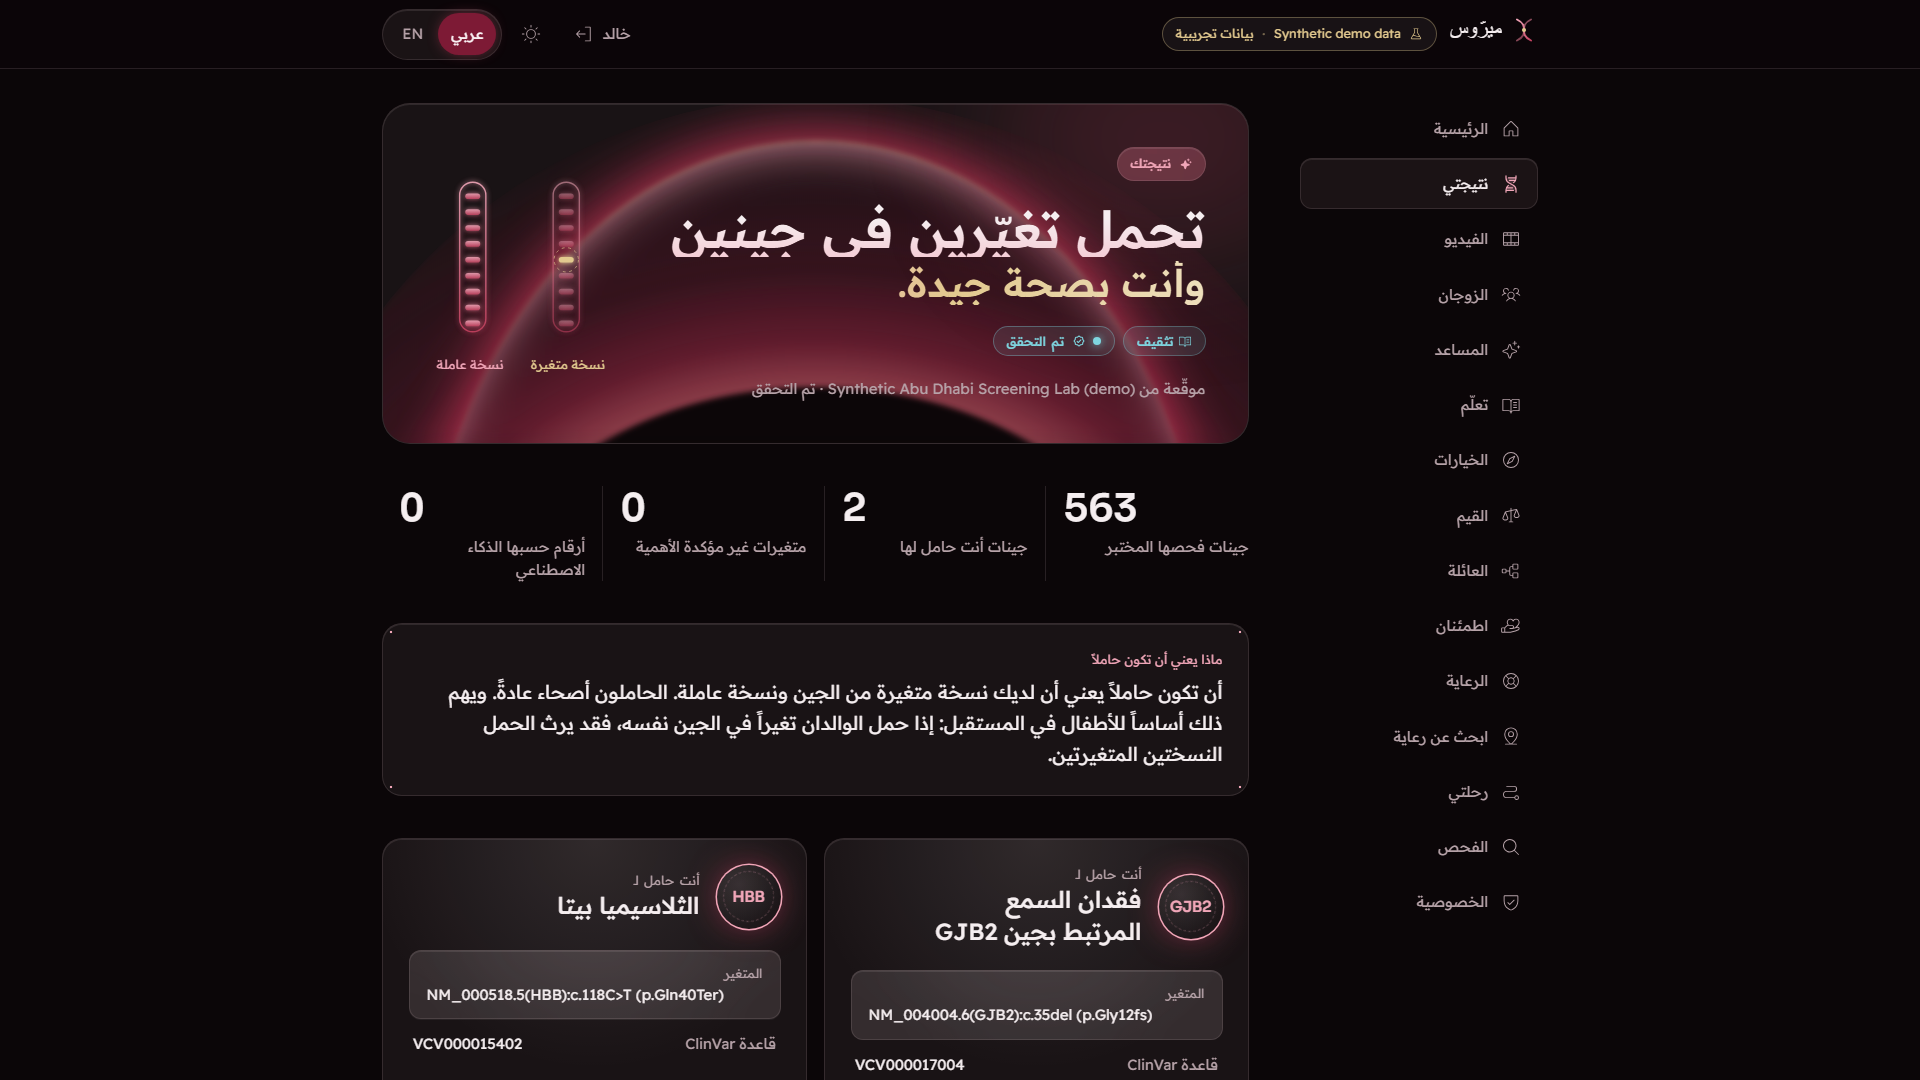 ميرّوس
Synthetic demo data · بيانات تجريبية
خالد
عربي
EN
الرئيسية
نتيجتي
الفيديو
الزوجان
المساعد
تعلّم
الخيارات
القيم
العائلة
اطمئنان
الرعاية
ابحث عن رعاية
رحلتي
الفحص
الخصوصية
نتيجتك
تحمل تغيّرين في جينين
وأنت بصحة جيدة.
تثقيف
تم التحقق
موقّعة من Synthetic Abu Dhabi Screening Lab (demo) · تم التحقق
نسخة متغيرة
نسخة عاملة
563
جينات فحصها المختبر
2
جينات أنت حامل لها
0
متغيرات غير مؤكدة الأهمية
0
أرقام حسبها الذكاء
الاصطناعي
ماذا يعني أن تكون حاملاً
أن تكون حاملاً يعني أن لديك نسخة متغيرة من الجين ونسخة عاملة. الحاملون أصحاء عادةً. ويهم
ذلك أساساً للأطفال في المستقبل: إذا حمل الوالدان تغيراً في الجين نفسه، فقد يرث الحمل
النسختين المتغيرتين.
GJB2
أنت حامل لـ
فقدان السمع
المرتبط بجين GJB2
المتغير
NM_004004.6(GJB2):c.35del (p.Gly12fs)
قاعدة ClinVar
VCV000017004
HBB
أنت حامل لـ
الثلاسيميا بيتا
المتغير
NM_000518.5(HBB):c.118C>T (p.Gln40Ter)
قاعدة ClinVar
VCV000015402